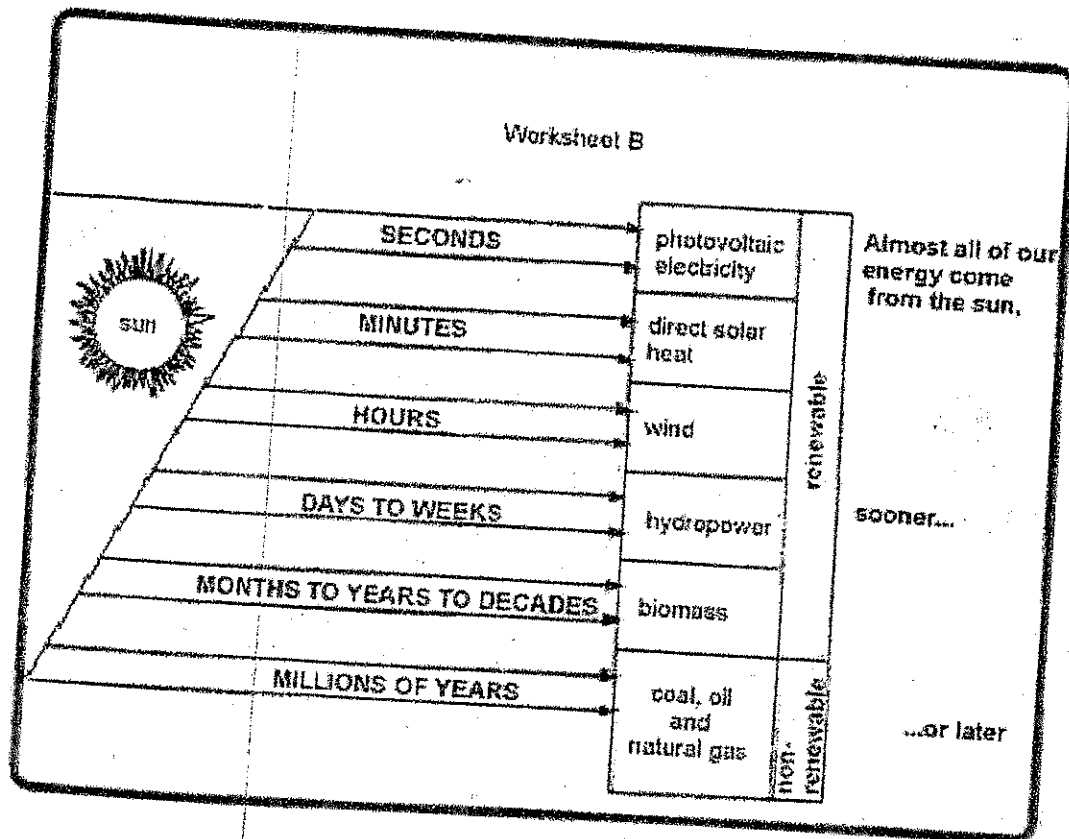 Worksheet B
sun
SECONDS
MINUTES
HOURS
DAYS TO WEEKS
MONTHS TO YEARS TO DECADES
MILLIONS OF YEARS
photovoltaic
electricity
direct solar
heat
wind
hydropower
biomass
coal, oil
and
natural gas
renewable
non-
renewable
Almost all of our
energy come
from the sun,
sooner...
...or later